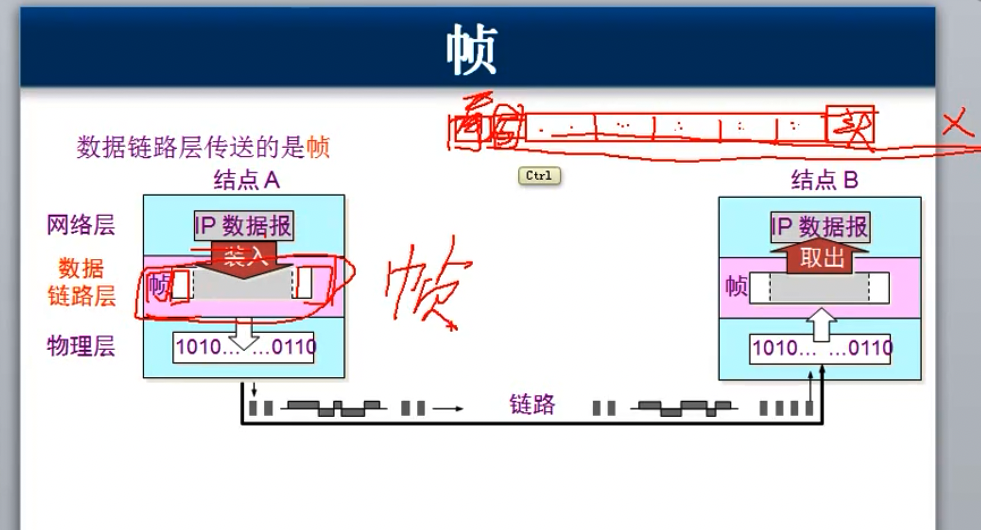 帧
数据链路层传送的是帧
Ctrl
结点 A
结点 B
网络层
IP 数据报
IP 数据报
数据
链路层
装入
取出
帧
帧
帧
物理层
1010… …0110
1010… …0110
链路